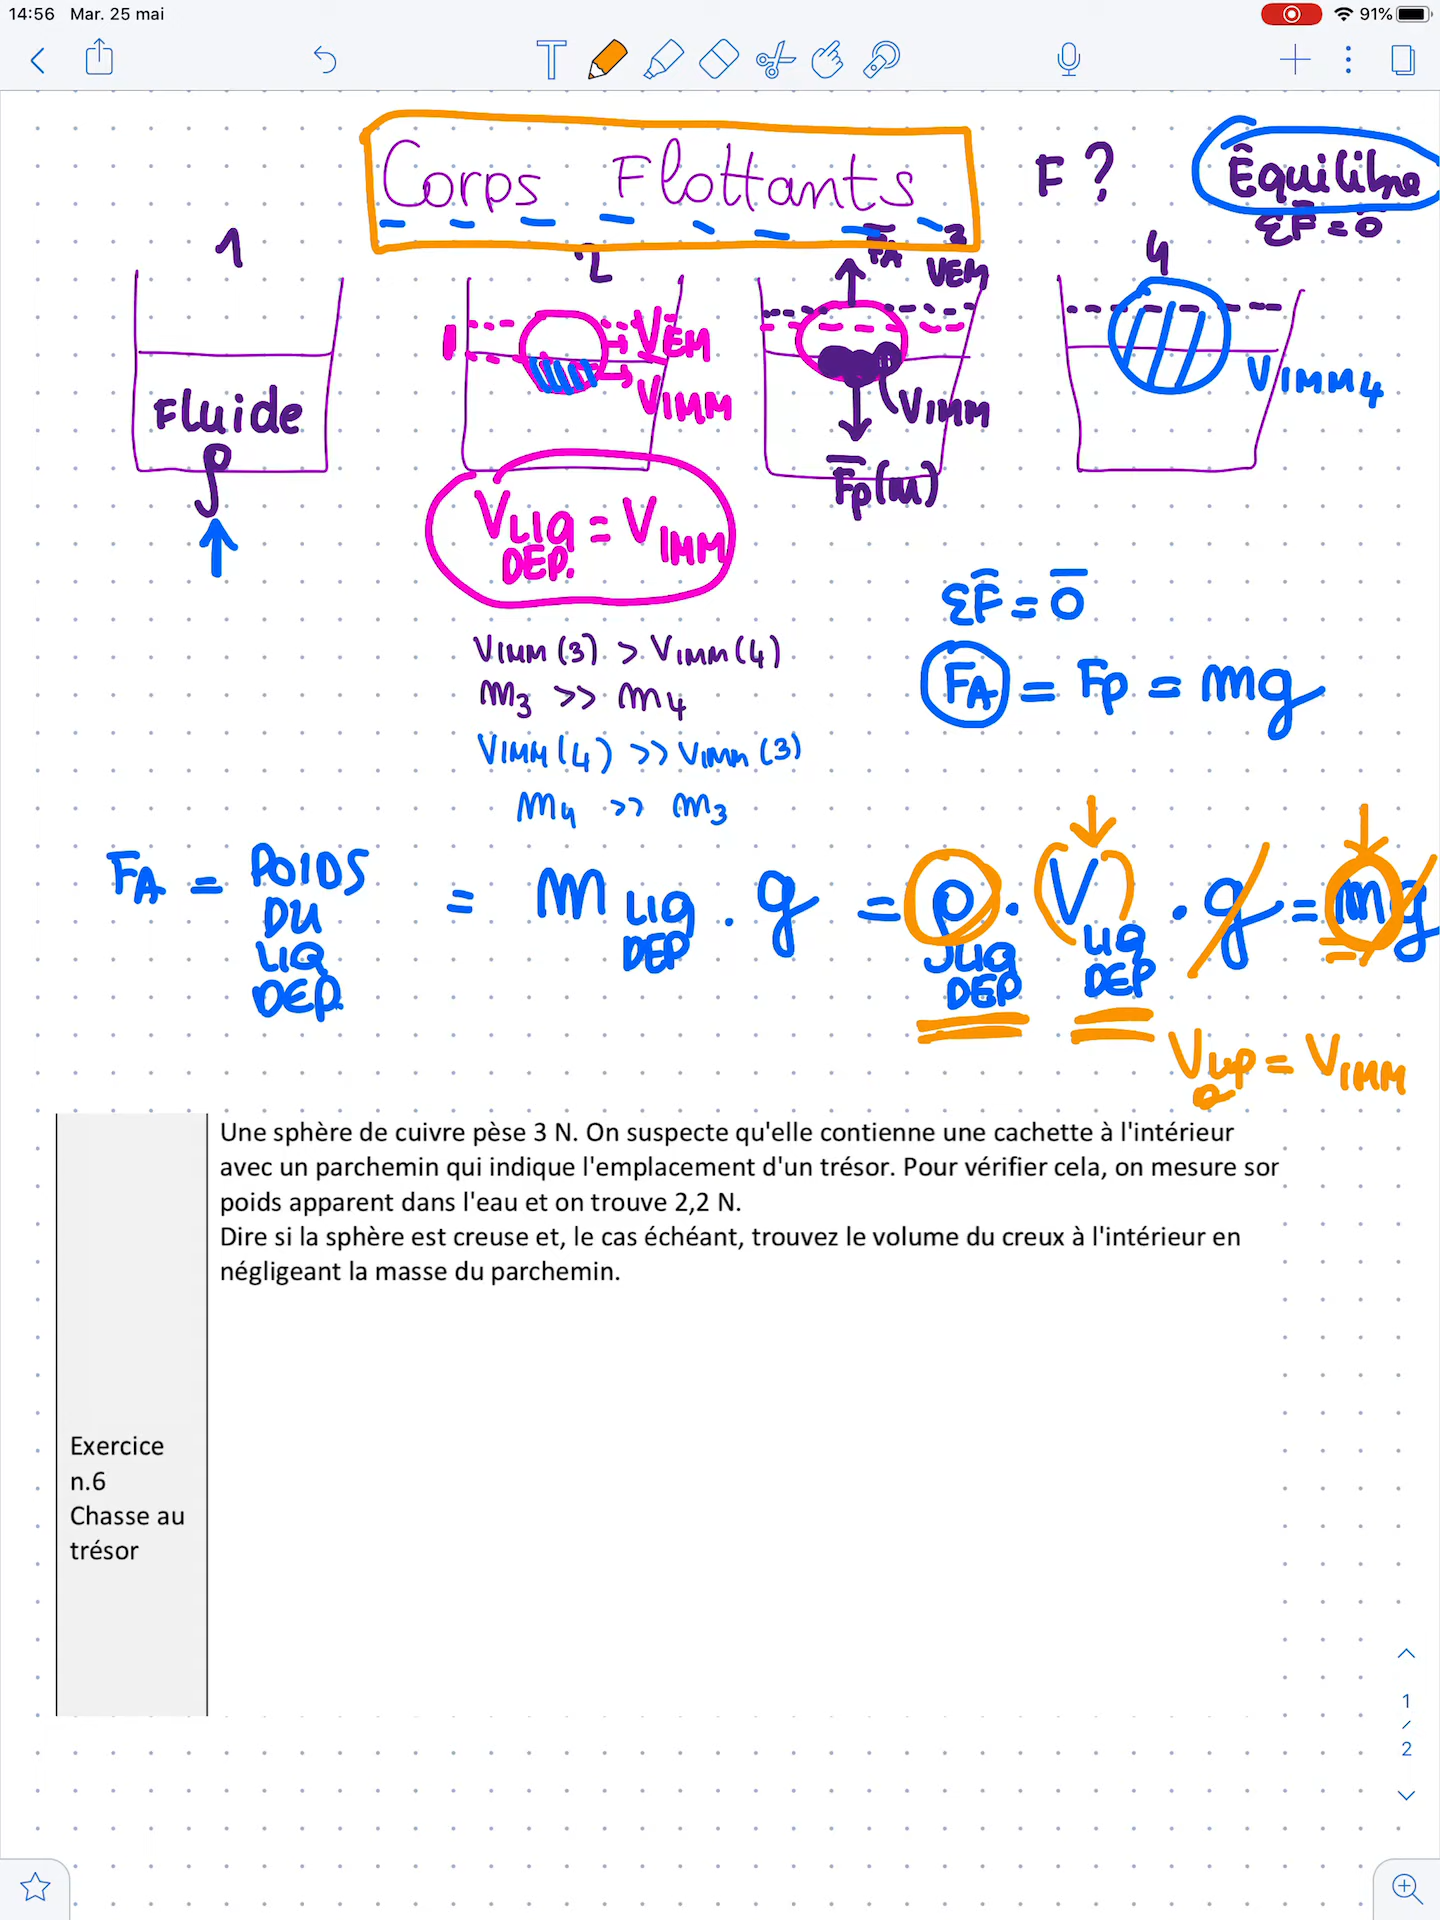 14:56 Mar. 25 mai
91%
T
Corps Flottants
F ?
Équilibre
ΣF = 0
1
2
3
4
FA
VEM
VEM
VIMM
VIMM
VIMM4
Fluide
ρ
Fp(m)
VLIQ DEP. = VIMM
ΣF = 0
VIMM (3) > VIMM (4)
m3 >> m4
FA = Fp = mg
VIMM (4) >> VIMM (3)
m4 >> m3
FA = POIDS DU LIQ DEP. = m LIQ DEP . g = ρ LIQ DEP . V LIQ DEP . g = mg
= VIMM
Une sphère de cuivre pèse 3 N. On suspecte qu'elle contienne une cachette à l'intérieur
avec un parchemin qui indique l'emplacement d'un trésor. Pour vérifier cela, on mesure sor
poids apparent dans l'eau et on trouve 2,2 N.
Dire si la sphère est creuse et, le cas échéant, trouvez le volume du creux à l'intérieur en
négligeant la masse du parchemin.
Exercice
n.6
Chasse au
trésor
1
/
2